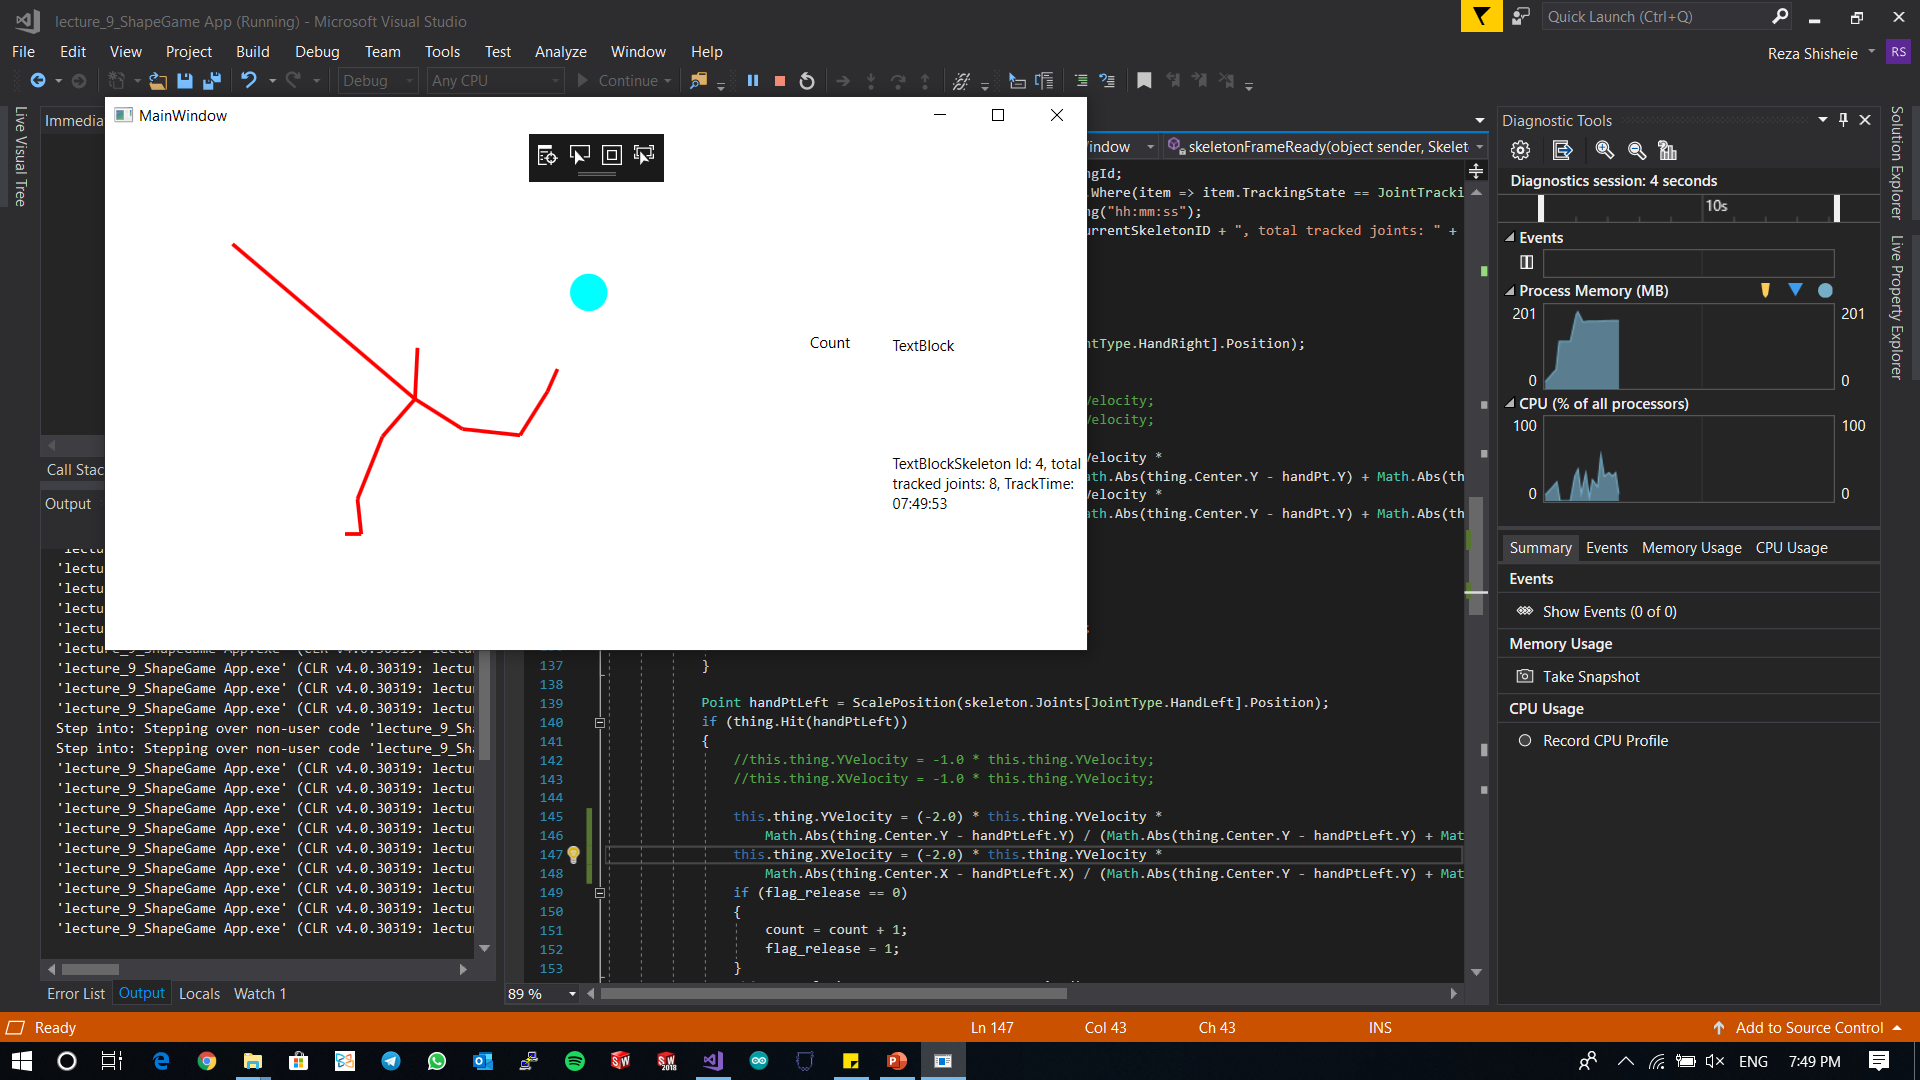 lecture_9_ShapeGame App (Running) - Microsoft Visual Studio
Quick Launch (Ctrl+Q)
File Edit View Project Build Debug Team Tools Test Analyze Window Help
Reza Shisheie RS
Debug Any CPU Continue
Live Visual Tree
Immedia
MainWindow
Count
TextBlock
TextBlockSkeleton Id: 4, total
tracked joints: 8, TrackTime:
07:49:53
indow
skeletonFrameReady(object sender, Skelet
ngId;
.Where(item => item.TrackingState == JointTracki
ng("hh:mm:ss");
urrentSkeletonID + ", total tracked joints: " +
ntType.HandRight].Position);
Velocity;
Velocity;
Velocity *
ath.Abs(thing.Center.Y - handPt.Y) + Math.Abs(th
Velocity *
ath.Abs(thing.Center.Y - handPt.Y) + Math.Abs(th
137 }
138
139 Point handPtLeft = ScalePosition(skeleton.Joints[JointType.HandLeft].Position);
140 if (thing.Hit(handPtLeft))
141 {
142 //this.thing.YVelocity = -1.0 * this.thing.YVelocity;
143 //this.thing.XVelocity = -1.0 * this.thing.YVelocity;
144
145 this.thing.YVelocity = (-2.0) * this.thing.YVelocity *
146 Math.Abs(thing.Center.Y - handPtLeft.Y) / (Math.Abs(thing.Center.Y - handPtLeft.Y) + Mat
147 this.thing.XVelocity = (-2.0) * this.thing.YVelocity *
148 Math.Abs(thing.Center.X - handPtLeft.X) / (Math.Abs(thing.Center.Y - handPtLeft.Y) + Mat
149 if (flag_release == 0)
150 {
151 count = count + 1;
152 flag_release = 1;
153 }
89 %
Call Stac
Output
'lectu
'lectu
'lectu
'lectu
'lectu
'lecture_9_ShapeGame App.exe' (CLR v4.0.30319: lectu
'lecture_9_ShapeGame App.exe' (CLR v4.0.30319: lectu
'lecture_9_ShapeGame App.exe' (CLR v4.0.30319: lectu
'lecture_9_ShapeGame App.exe' (CLR v4.0.30319: lectu
Step into: Stepping over non-user code 'lecture_9_Sha
Step into: Stepping over non-user code 'lecture_9_Sha
'lecture_9_ShapeGame App.exe' (CLR v4.0.30319: lectu
'lecture_9_ShapeGame App.exe' (CLR v4.0.30319: lectu
'lecture_9_ShapeGame App.exe' (CLR v4.0.30319: lectu
'lecture_9_ShapeGame App.exe' (CLR v4.0.30319: lectu
'lecture_9_ShapeGame App.exe' (CLR v4.0.30319: lectu
'lecture_9_ShapeGame App.exe' (CLR v4.0.30319: lectu
'lecture_9_ShapeGame App.exe' (CLR v4.0.30319: lectu
'lecture_9_ShapeGame App.exe' (CLR v4.0.30319: lectu
'lecture_9_ShapeGame App.exe' (CLR v4.0.30319: lectu
Error List Output Locals Watch 1
Diagnostic Tools
Diagnostics session: 4 seconds
10s
Events
Process Memory (MB)
201 201
0 0
CPU (% of all processors)
100 100
0 0
Summary Events Memory Usage CPU Usage
Events
Show Events (0 of 0)
Memory Usage
Take Snapshot
CPU Usage
Record CPU Profile
Solution Explorer
Live Property Explorer
Ready Ln 147 Col 43 Ch 43 INS Add to Source Control
ENG 7:49 PM